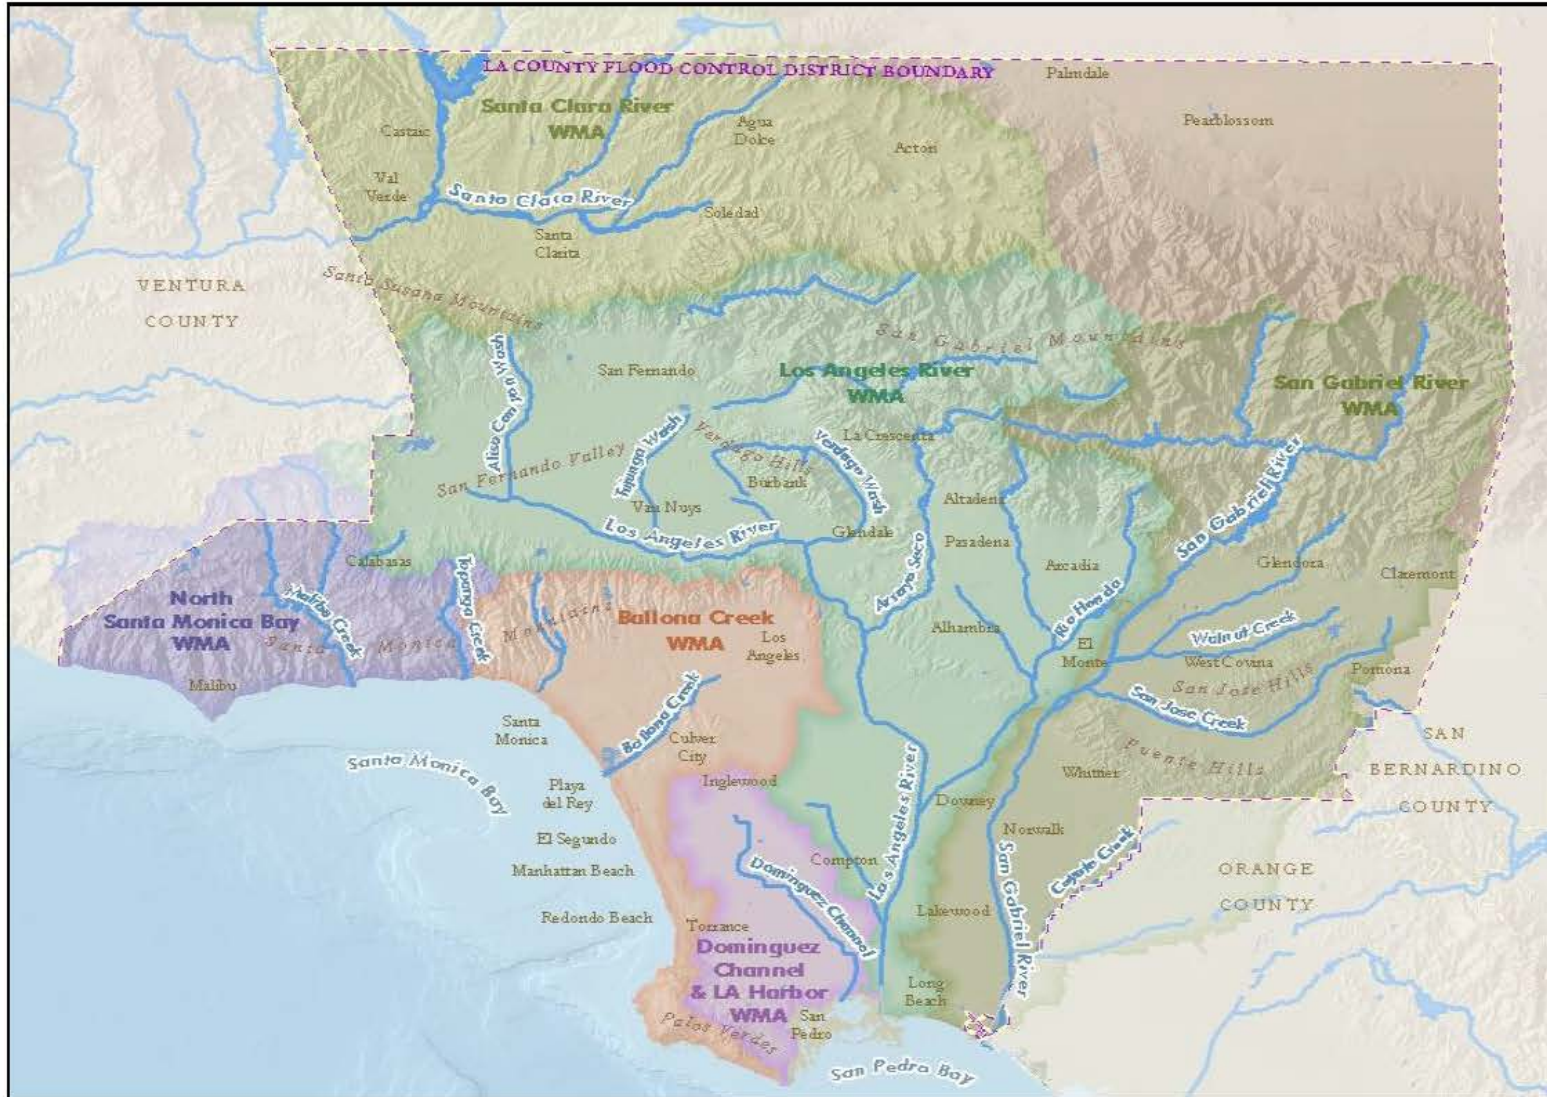 LA COUNTY FLOOD CONTROL DISTRICT BOUNDARY
Palmdale
Pearblossom
Santa Clara River
WMA
Castaic
Agua
Dolce
Acton
Val
Verde
Santa Clara River
Soledad
Santa
Clarita
VENTURA
COUNTY
Santa Susana Mountains
San Gabriel Mountains
Aliso Canyon Wash
San Fernando
Los Angeles River
WMA
San Gabriel River
WMA
San Fernando Valley
Tujunga Wash
Verdugo Hills
Verdugo Wash
La Crescenta
Burbank
Van Nuys
Los Angeles River
Glendale
Altadena
Pasadena
Arroyo Seco
Arcadia
San Gabriel River
Glendora
Claremont
Calabasas
Topanga Creek
Malibu Creek
North
Santa Monica Bay
WMA
Santa Monica Mountains
Malibu
Ballona Creek
WMA
Los
Angeles
Alhambra
Rio Hondo
El
Monte
Walnut Creek
West Covina
San Jose Hills
Pomona
San Jose Creek
Puente Hills
Santa
Monica
Ballona Creek
Culver
City
Santa Monica Bay
Playa
del Rey
Inglewood
Los Angeles River
Downey
Whittier
SAN
BERNARDINO
COUNTY
El Segundo
Manhattan Beach
Redondo Beach
Compton
Dominguez Channel
Norwalk
San Gabriel River
Coyote Creek
ORANGE
COUNTY
Lakewood
Torrance
Dominguez
Channel
& LA Harbor
WMA
Long
Beach
San
Pedro
Palos Verdes
San Pedro Bay